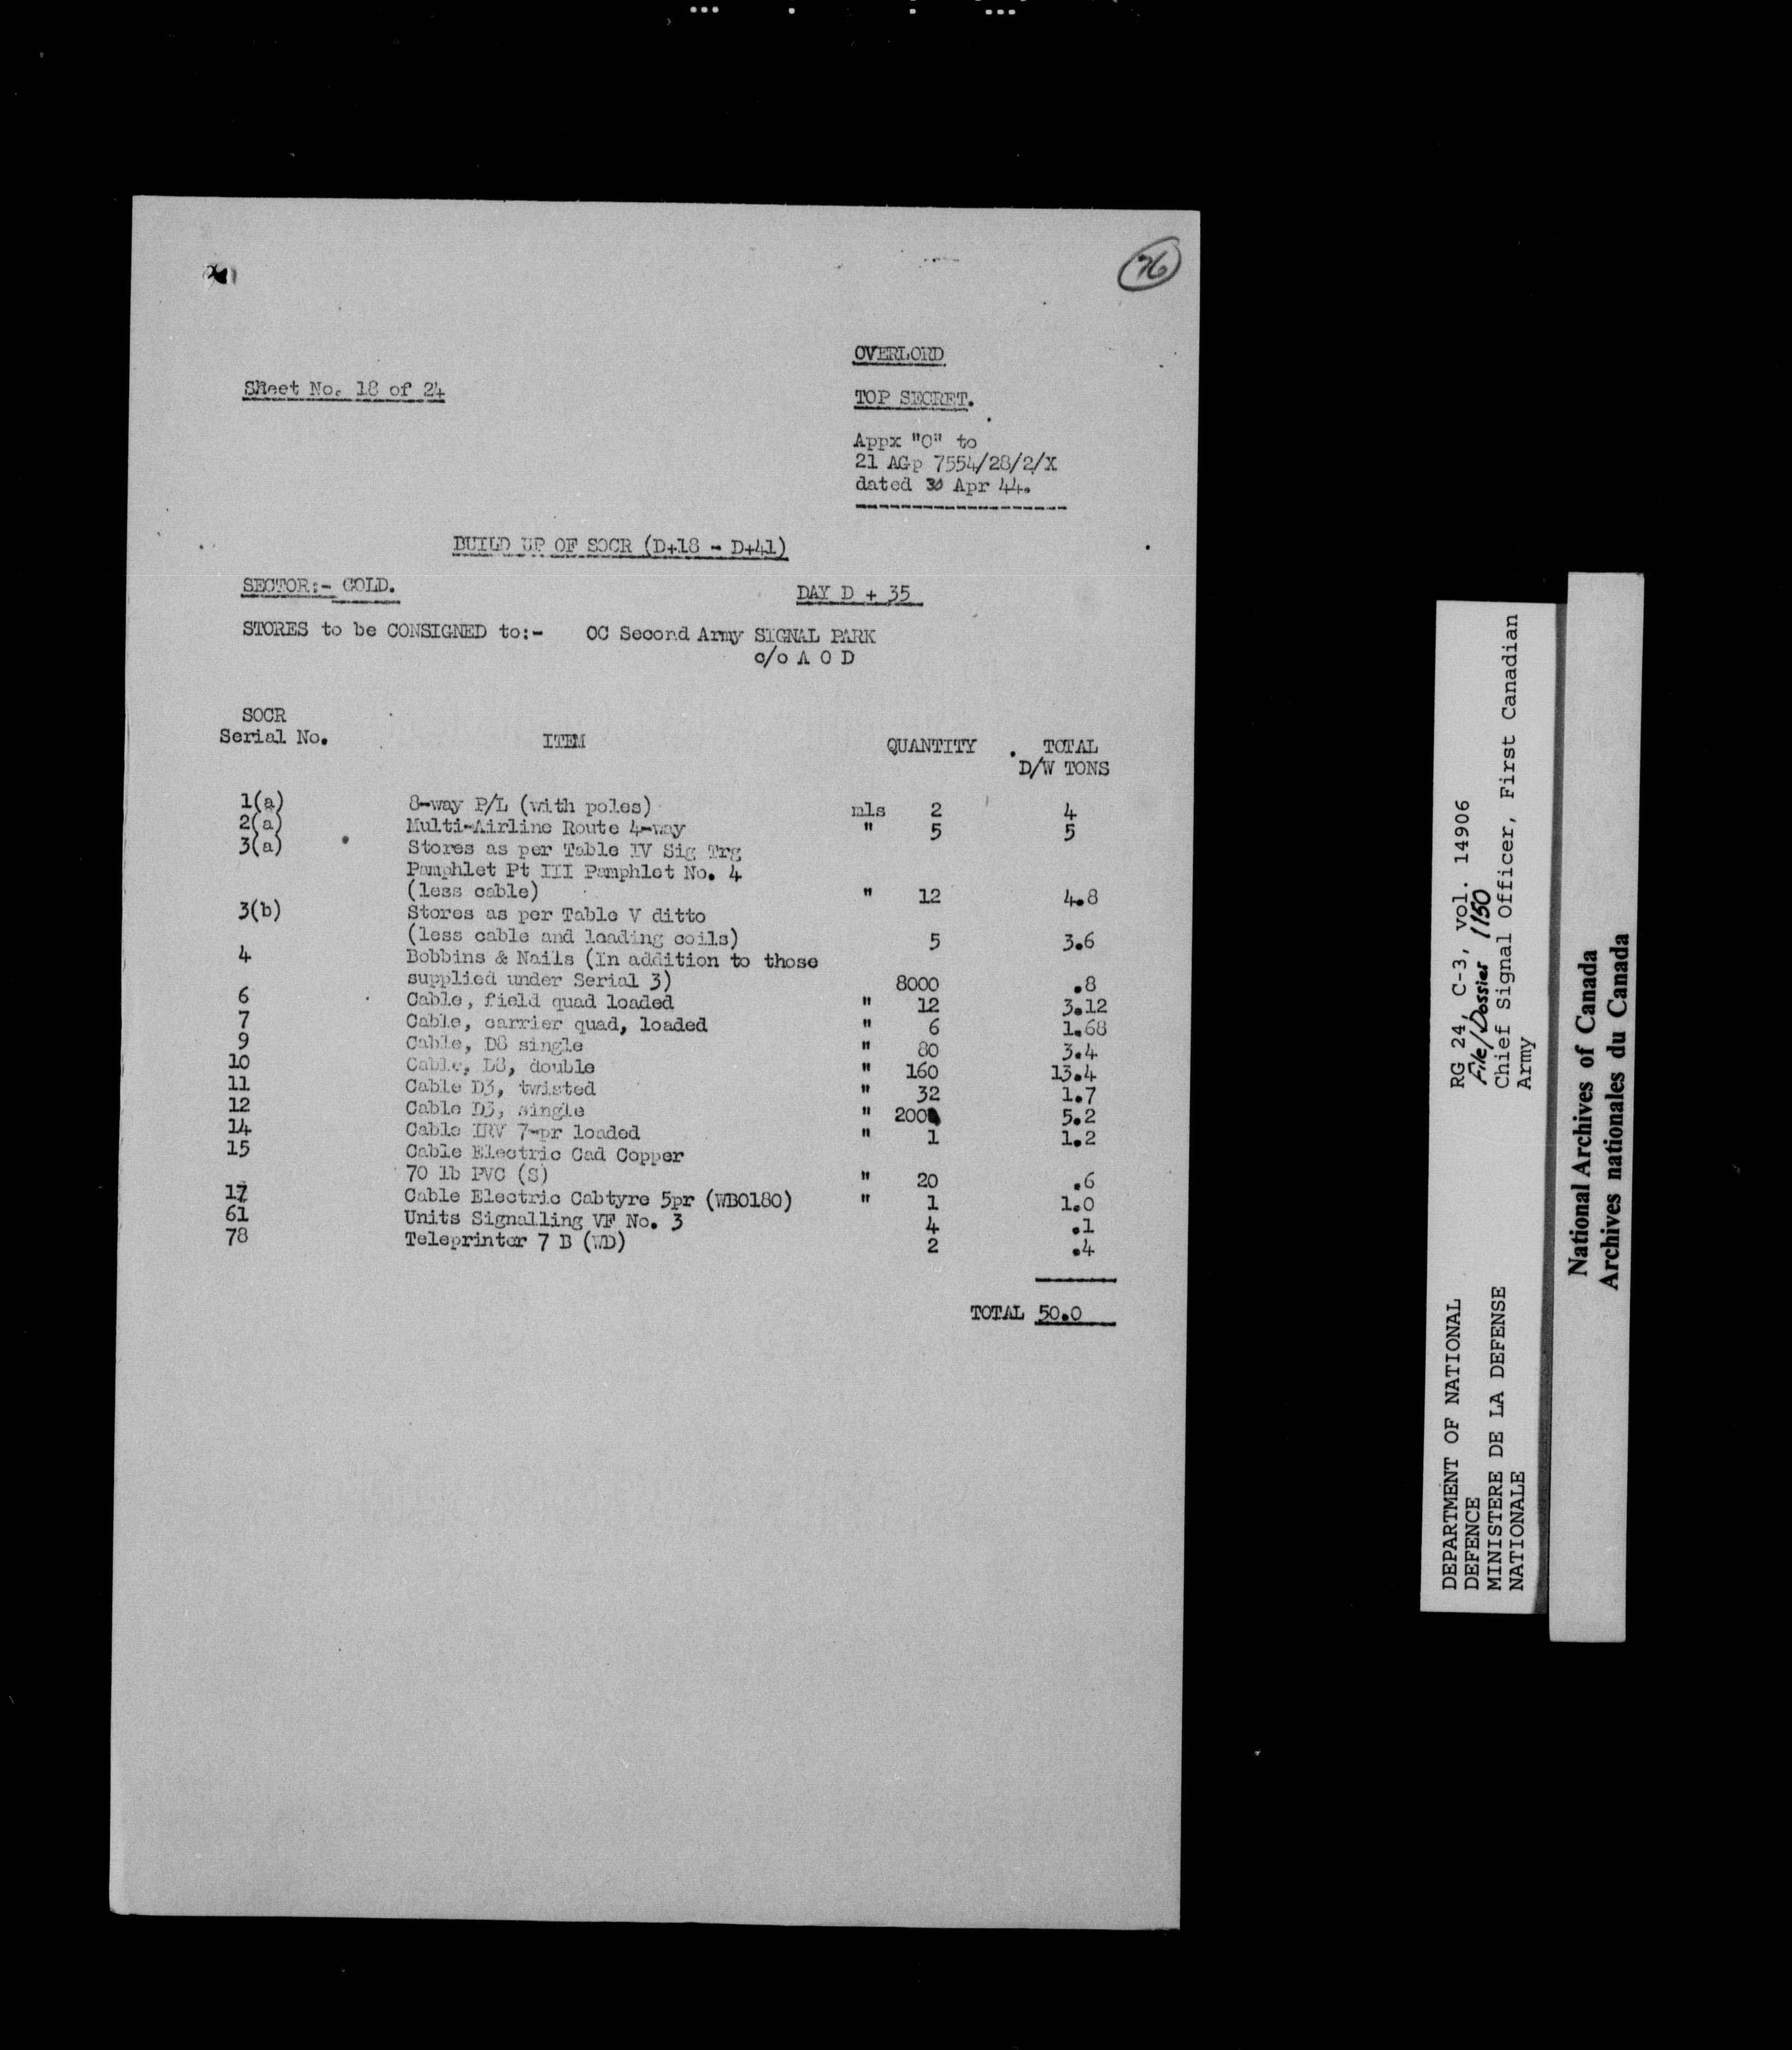 76
OVERLORD
Sheet No. 18 of 24
TOP SECRET.
Appx "O" to
21 AGp 7554/28/2/X
dated 30 Apr 44.
BUILD UP OF SOCR (D+18 - D+41)
SECTOR:- GOLD. DAY D + 35
STORES to be CONSIGNED to:- OC Second Army SIGNAL PARK
c/o A O D
SOCR
Serial No. ITEM QUANTITY TOTAL
D/W TONS
1(a) 8-way P/L (with poles) mls 2 4
2(a) Multi-Airline Route 4-way " 5 5
3(a) Stores as per Table IV Sig Trg
Pamphlet Pt III Pamphlet No. 4
(less cable) " 12 4.8
3(b) Stores as per Table V ditto
(less cable and loading coils) 5 3.6
4 Bobbins & Nails (In addition to those
supplied under Serial 3) 8000 .8
6 Cable, field quad loaded " 12 3.12
7 Cable, carrier quad, loaded " 6 1.68
9 Cable, D8 single " 80 3.4
10 Cable, D8, double " 160 13.4
11 Cable D3, twisted " 32 1.7
12 Cable D3, single " 200 5.2
14 Cable IRV 7-pr loaded " 1 1.2
15 Cable Electric Cad Copper
70 lb PVC (S) " 20 .6
17 Cable Electric Cabtyre 5pr (WB0180) " 1 1.0
61 Units Signalling VF No. 3 4 .1
78 Teleprinter 7 B (WD) 2 .4
TOTAL 50.0
DEPARTMENT OF NATIONAL
DEFENCE
MINISTERE DE LA DEFENSE
NATIONALE
RG 24, C-3, vol. 14906
File/Dossier 1150
Chief Signal Officer, First Canadian
Army
National Archives of Canada
Archives nationales du Canada